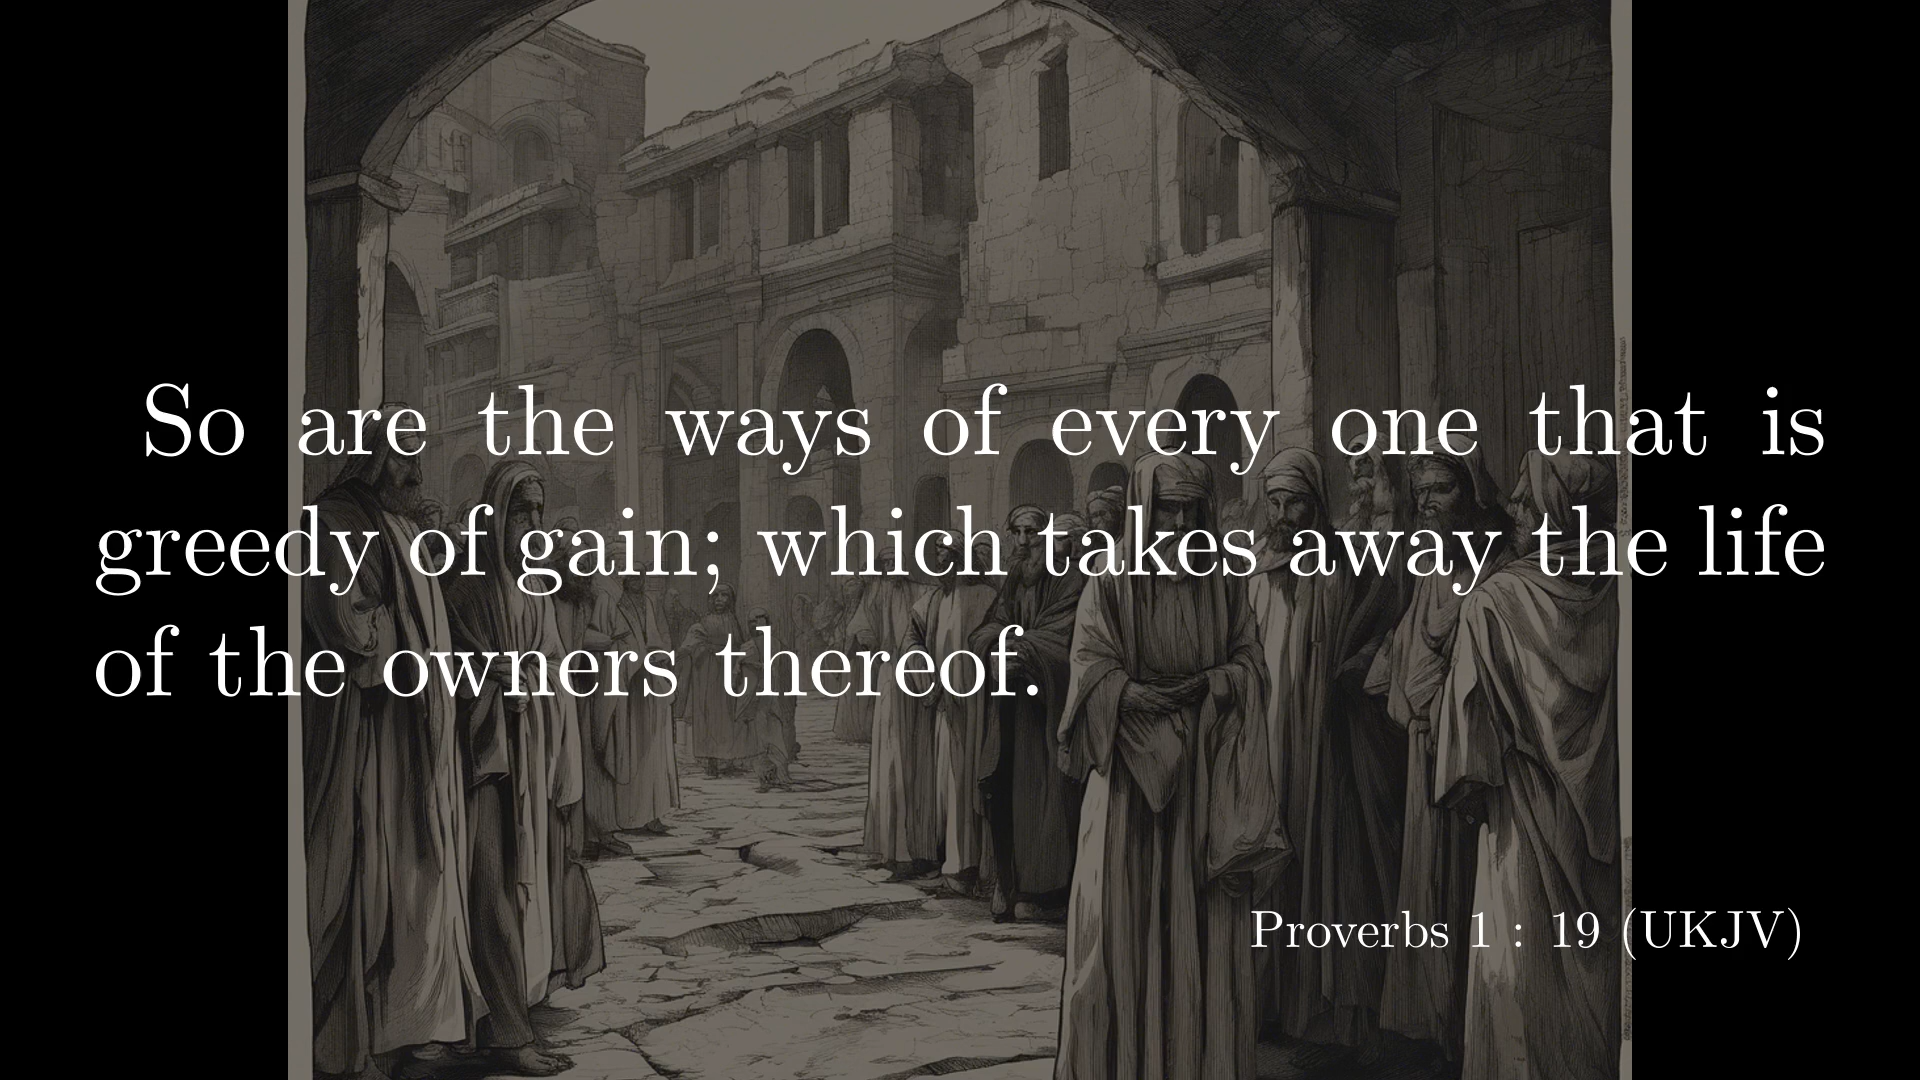 So are the ways of every one that is
greedy of gain; which takes away the life
of the owners thereof.
Proverbs 1 : 19 (UKJV)